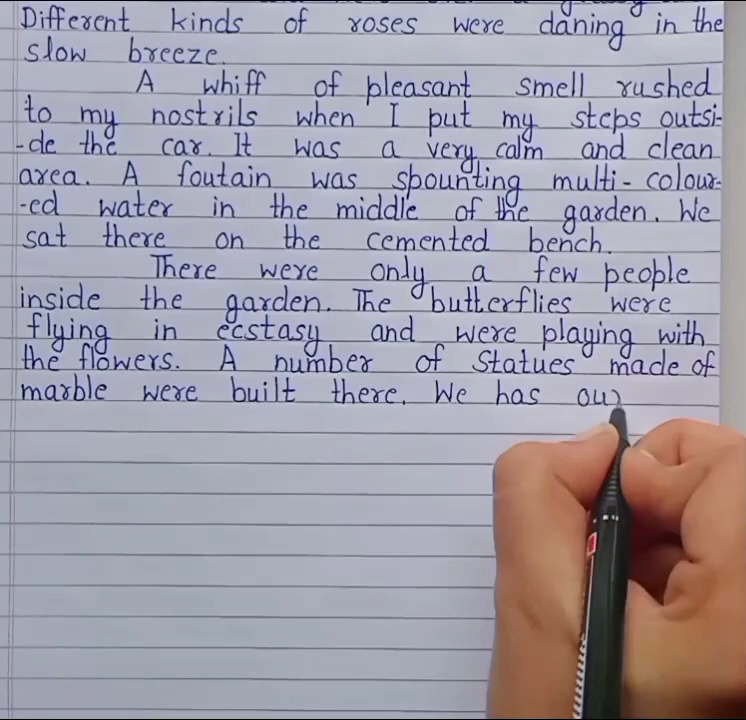 Different kinds of roses were daning in the
slow breeze.
A whiff of pleasant smell rushed
to my nostrils when I put my steps outsi-
-de the car. It was a very calm and clean
area. A foutain was spounting multi-colour-
-ed water in the middle of the garden. We
sat there on the cemented bench.
There were only a few people
inside the garden. The butterflies were
flying in ecstasy and were playing with
the flowers. A number of statues made of
marble were built there. We has our